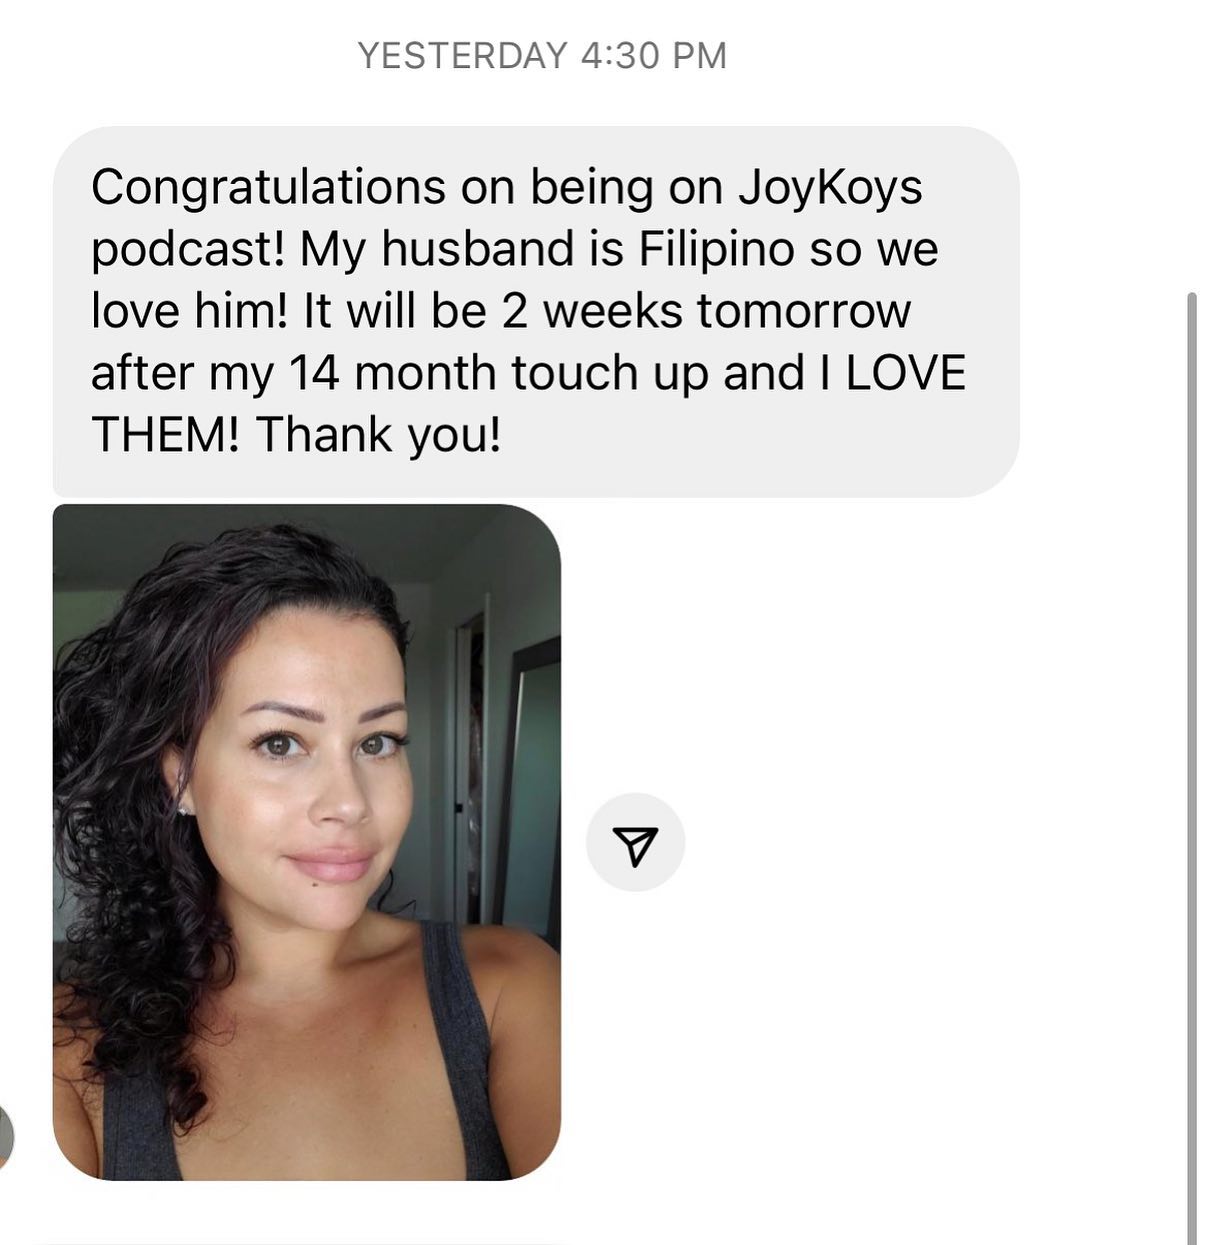 YESTERDAY 4:30 PM
Congratulations on being on JoyKoys
podcast! My husband is Filipino so we
love him! It will be 2 weeks tomorrow
after my 14 month touch up and I LOVE
THEM! Thank you!